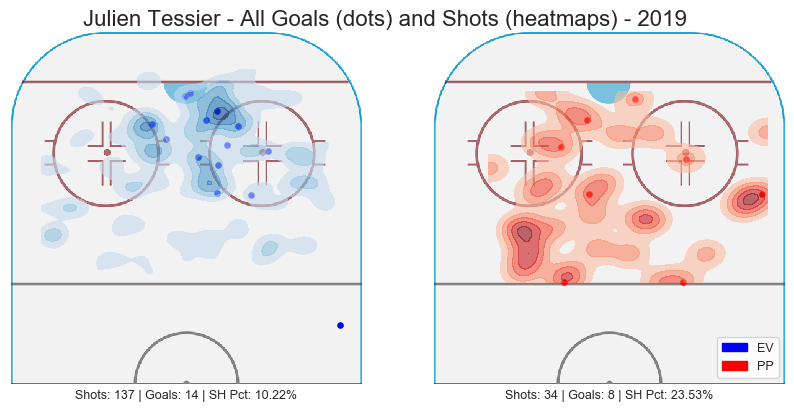 Julien Tessier - All Goals (dots) and Shots (heatmaps) - 2019
EV
PP
Shots: 137 | Goals: 14 | SH Pct: 10.22%
Shots: 34 | Goals: 8 | SH Pct: 23.53%